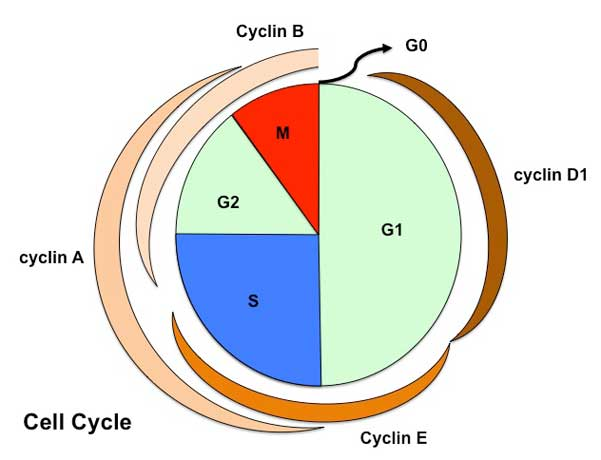 Cyclin B
G0
M
cyclin D1
G2
G1
cyclin A
S
Cell Cycle
Cyclin E